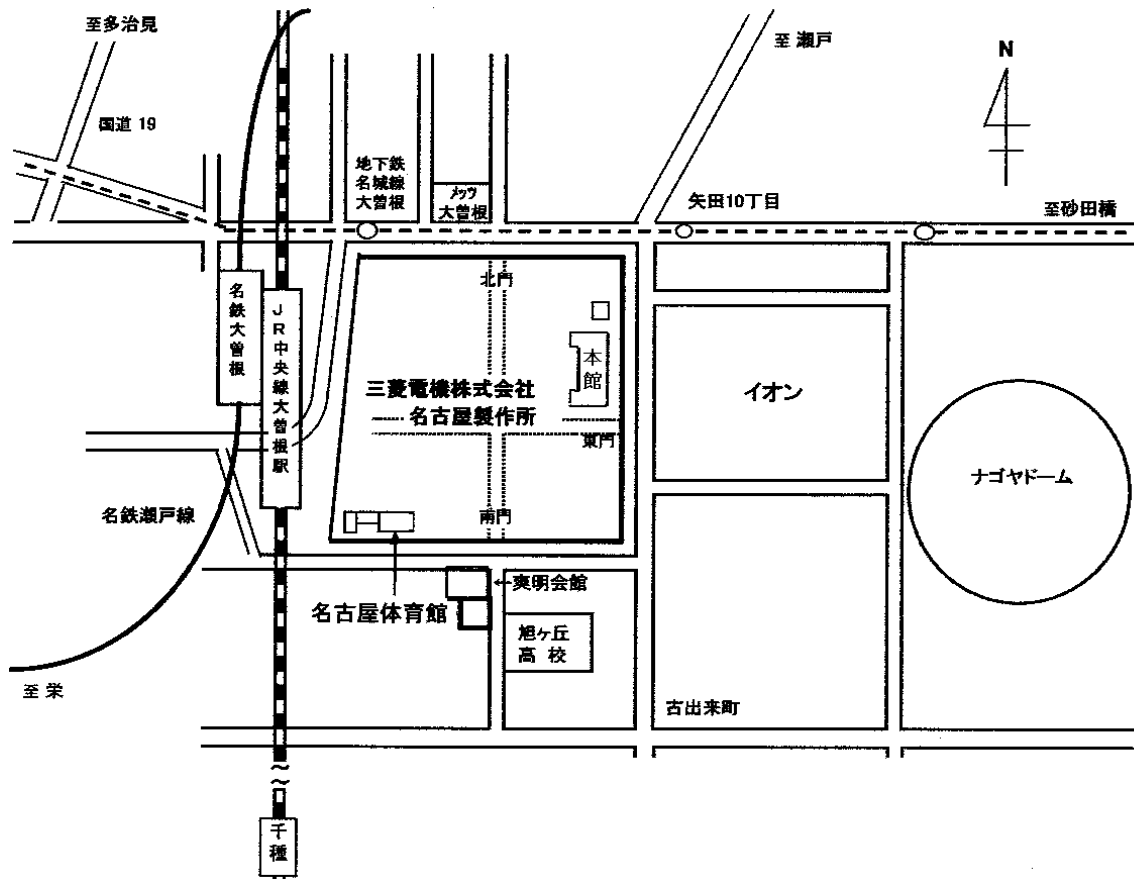 至多治見
至 瀬戸
N
国道 19
地下鉄
名城線
大曽根
メッツ
大曽根
矢田10丁目
至砂田橋
北門
名鉄大曽根
JR中央線大曽根駅
本館
三菱電機株式会社
名古屋製作所
イオン
東門
ナゴヤドーム
名鉄瀬戸線
南門
爽明会館
名古屋体育館
旭ヶ丘
高 校
至 栄
古出来町
千種